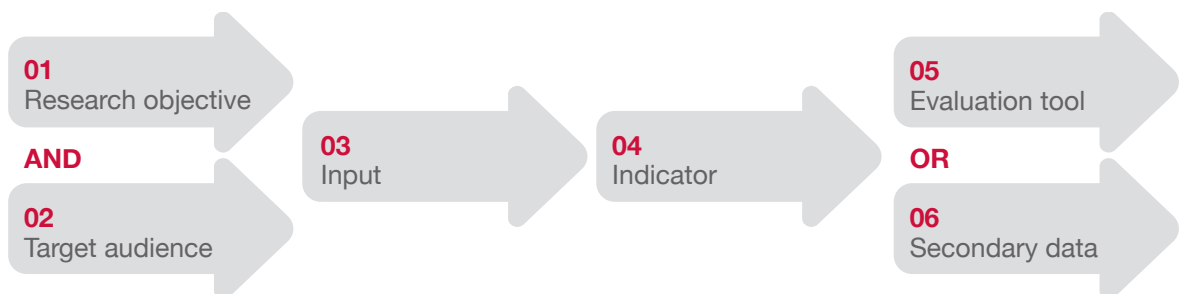 01
Research objective
AND
02
Target audience
03
Input
04
Indicator
05
Evaluation tool
OR
06
Secondary data